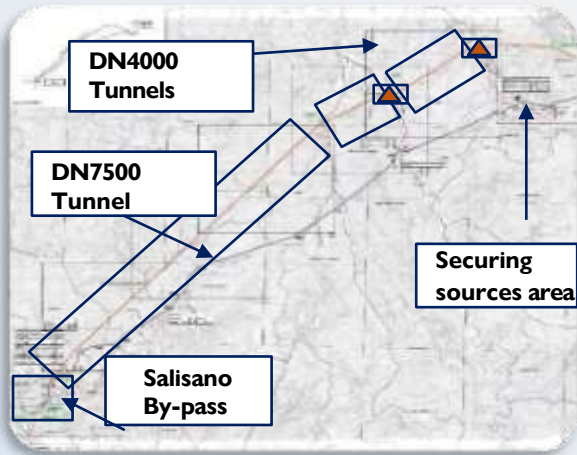 DN4000
Tunnels
DN7500
Tunnel
Securing
sources area
Salisano
By-pass